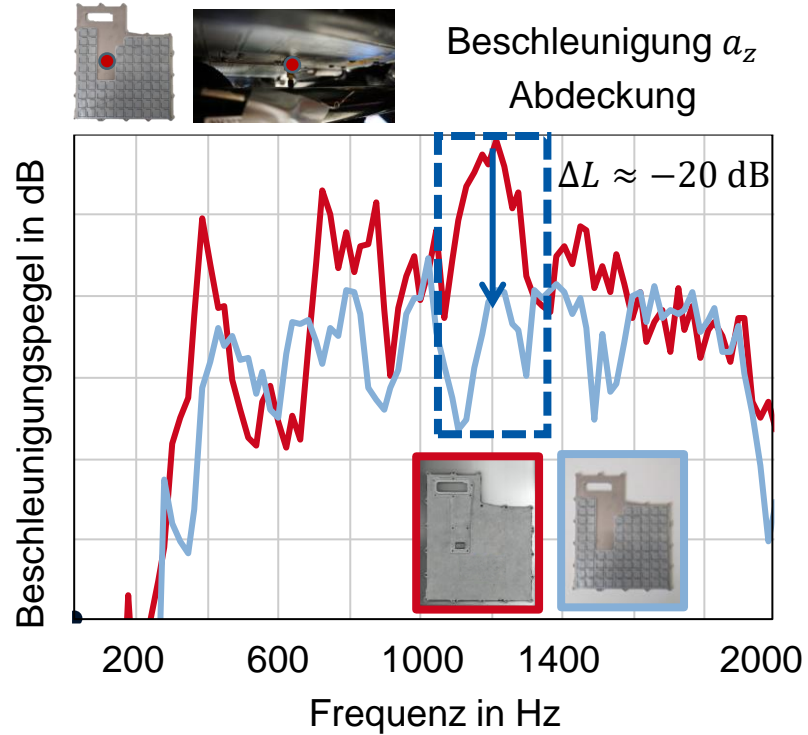 Beschleunigung a_z
Abdeckung
ΔL ≈ −20 dB
Beschleunigungspegel in dB
200 600 1000 1400 2000
Frequenz in Hz